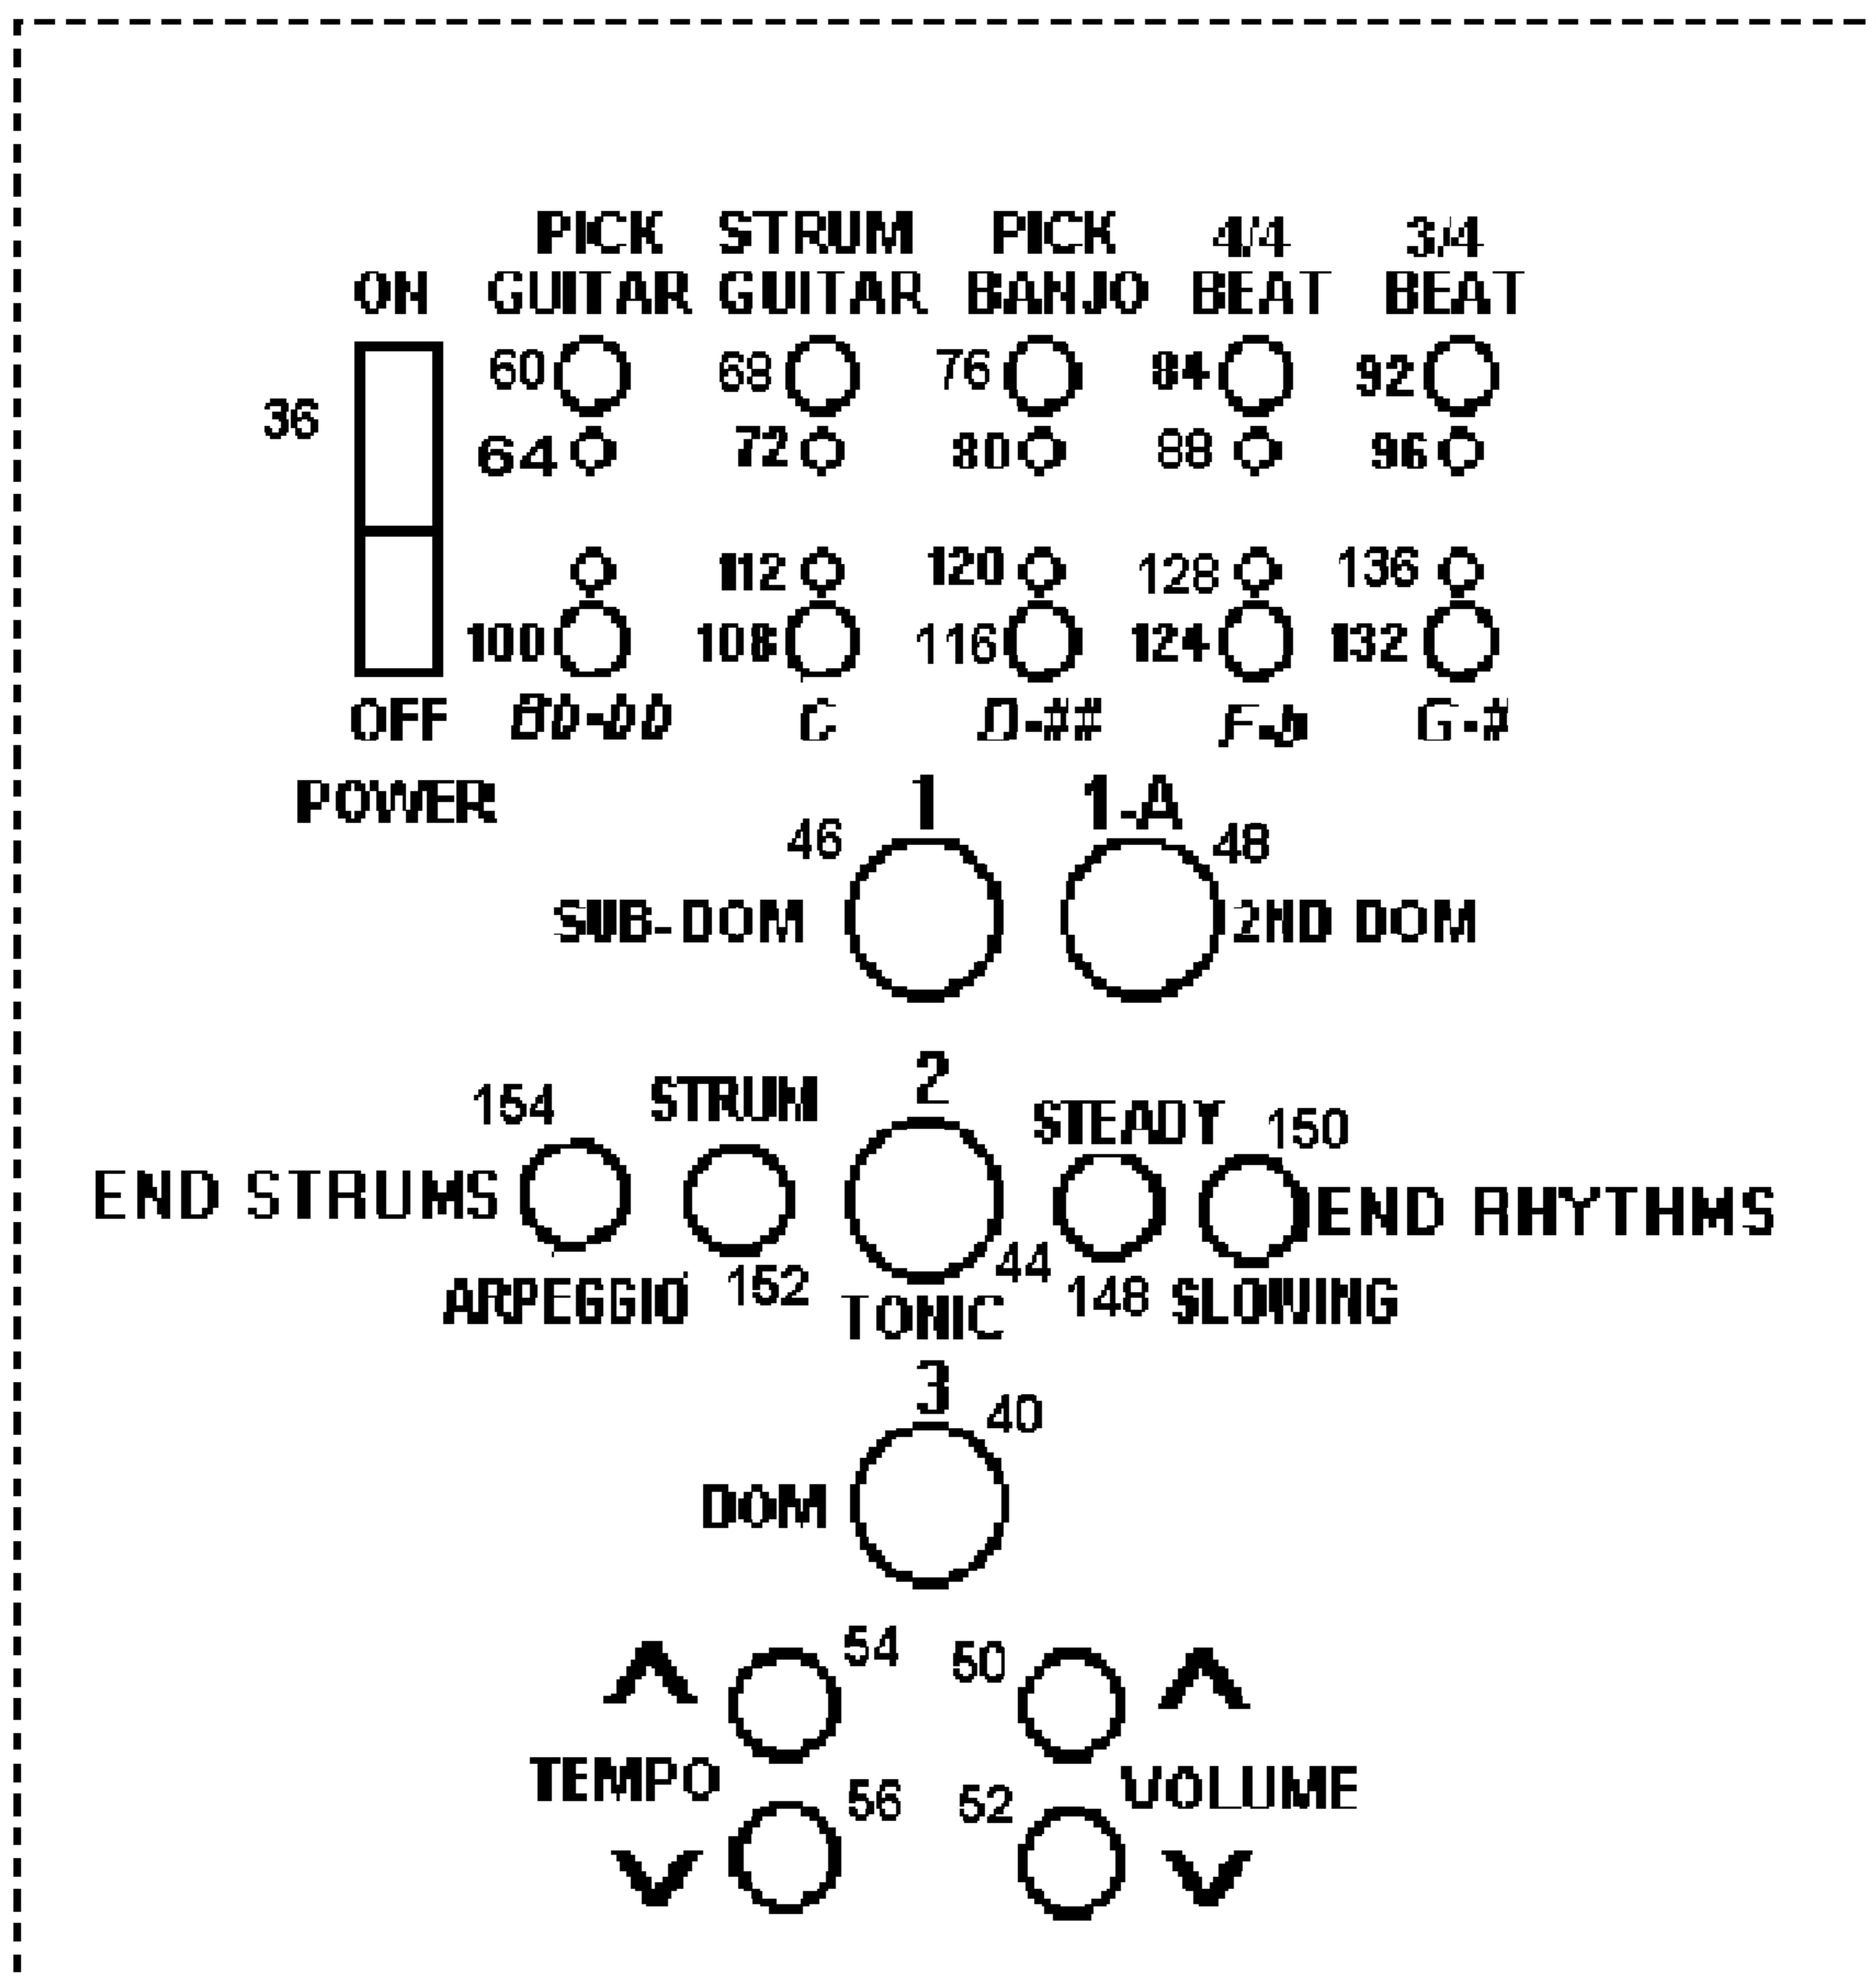 PICK STRUM PICK 4/4 3/4
ON GUITAR GUITAR BANJO BEAT BEAT
60 68 76 84 92
36
64 72 80 88 96
112 120 128 136
100 108 116 124 132
OFF C D-## G-#
POWER
1 1-A
46 48
SUB-DOM 2ND DOM
2
154 STRUM STEADY 150
END STRUMS END RHYTHMS
ARPEGGIO 152 44 148 SLOWING
TONIC
3
40
DOM
54 50
TEMPO VOLUME
56 52